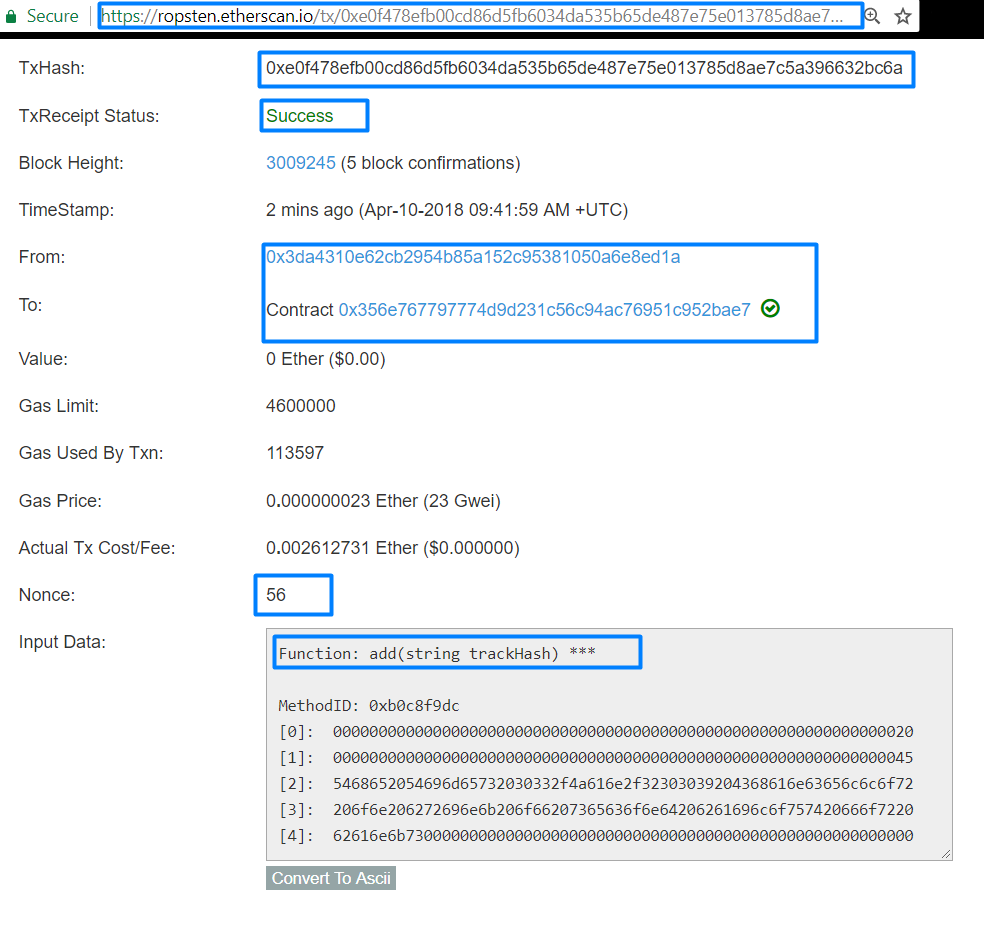 Secure https://ropsten.etherscan.io/tx/0xe0f478efb00cd86d5fb6034da535b65de487e75e013785d8ae7...
TxHash: 0xe0f478efb00cd86d5fb6034da535b65de487e75e013785d8ae7c5a396632bc6a
TxReceipt Status: Success
Block Height: 3009245 (5 block confirmations)
TimeStamp: 2 mins ago (Apr-10-2018 09:41:59 AM +UTC)
From: 0x3da4310e62cb2954b85a152c95381050a6e8ed1a
To: Contract 0x356e767797774d9d231c56c94ac76951c952bae7
Value: 0 Ether ($0.00)
Gas Limit: 4600000
Gas Used By Txn: 113597
Gas Price: 0.000000023 Ether (23 Gwei)
Actual Tx Cost/Fee: 0.002612731 Ether ($0.000000)
Nonce: 56
Input Data: Function: add(string trackHash) ***
MethodID: 0xb0c8f9dc
[0]: 0000000000000000000000000000000000000000000000000000000000000020
[1]: 0000000000000000000000000000000000000000000000000000000000000045
[2]: 5468652054696d65732030332f4a616e2f32303039204368616e63656c6c6f72
[3]: 206f6e206272696e6b206f66207365636f6e64206261696c6f757420666f7220
[4]: 62616e6b73000000000000000000000000000000000000000000000000000000
Convert To Ascii